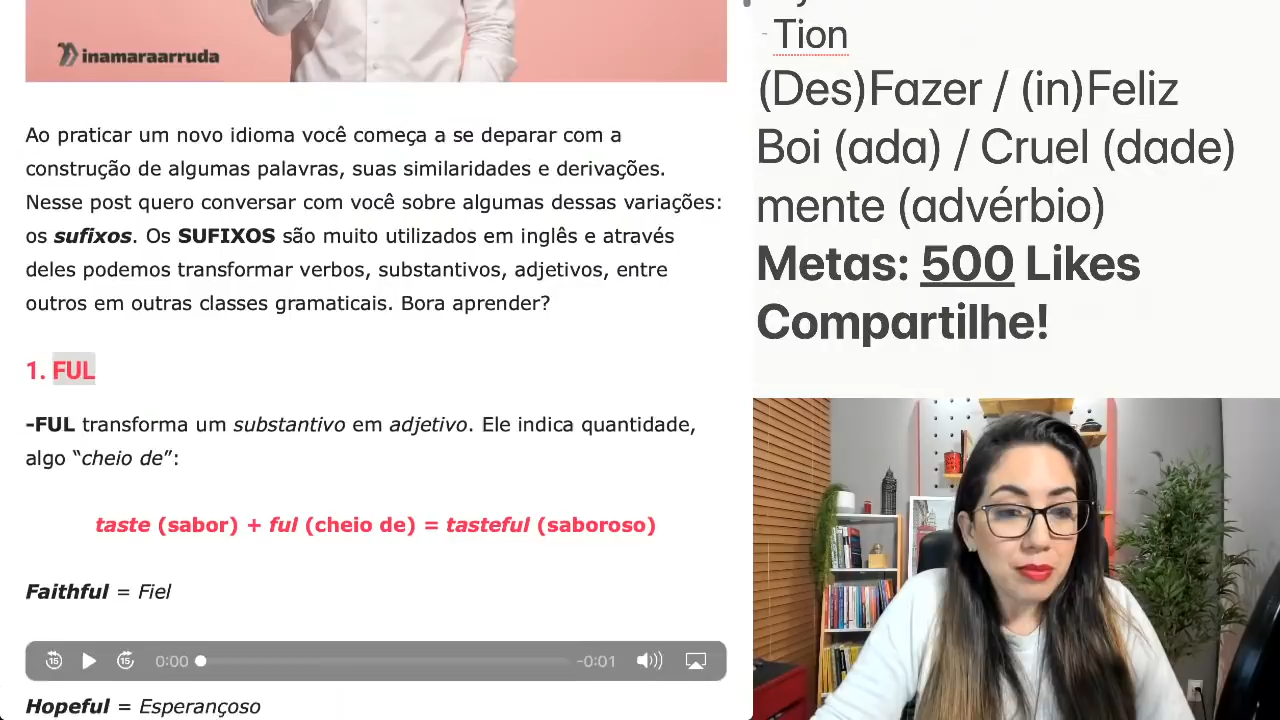 inamaraarruda
Ao praticar um novo idioma você começa a se deparar com a
construção de algumas palavras, suas similaridades e derivações.
Nesse post quero conversar com você sobre algumas dessas variações:
os sufixos. Os SUFIXOS são muito utilizados em inglês e através
deles podemos transformar verbos, substantivos, adjetivos, entre
outros em outras classes gramaticais. Bora aprender?
1. FUL
-FUL transforma um substantivo em adjetivo. Ele indica quantidade,
algo “cheio de”:
taste (sabor) + ful (cheio de) = tasteful (saboroso)
Faithful = Fiel
15 15 0:00 -0:01
Hopeful = Esperançoso
- Tion
(Des)Fazer / (in)Feliz
Boi (ada) / Cruel (dade)
mente (advérbio)
Metas: 500 Likes
Compartilhe!